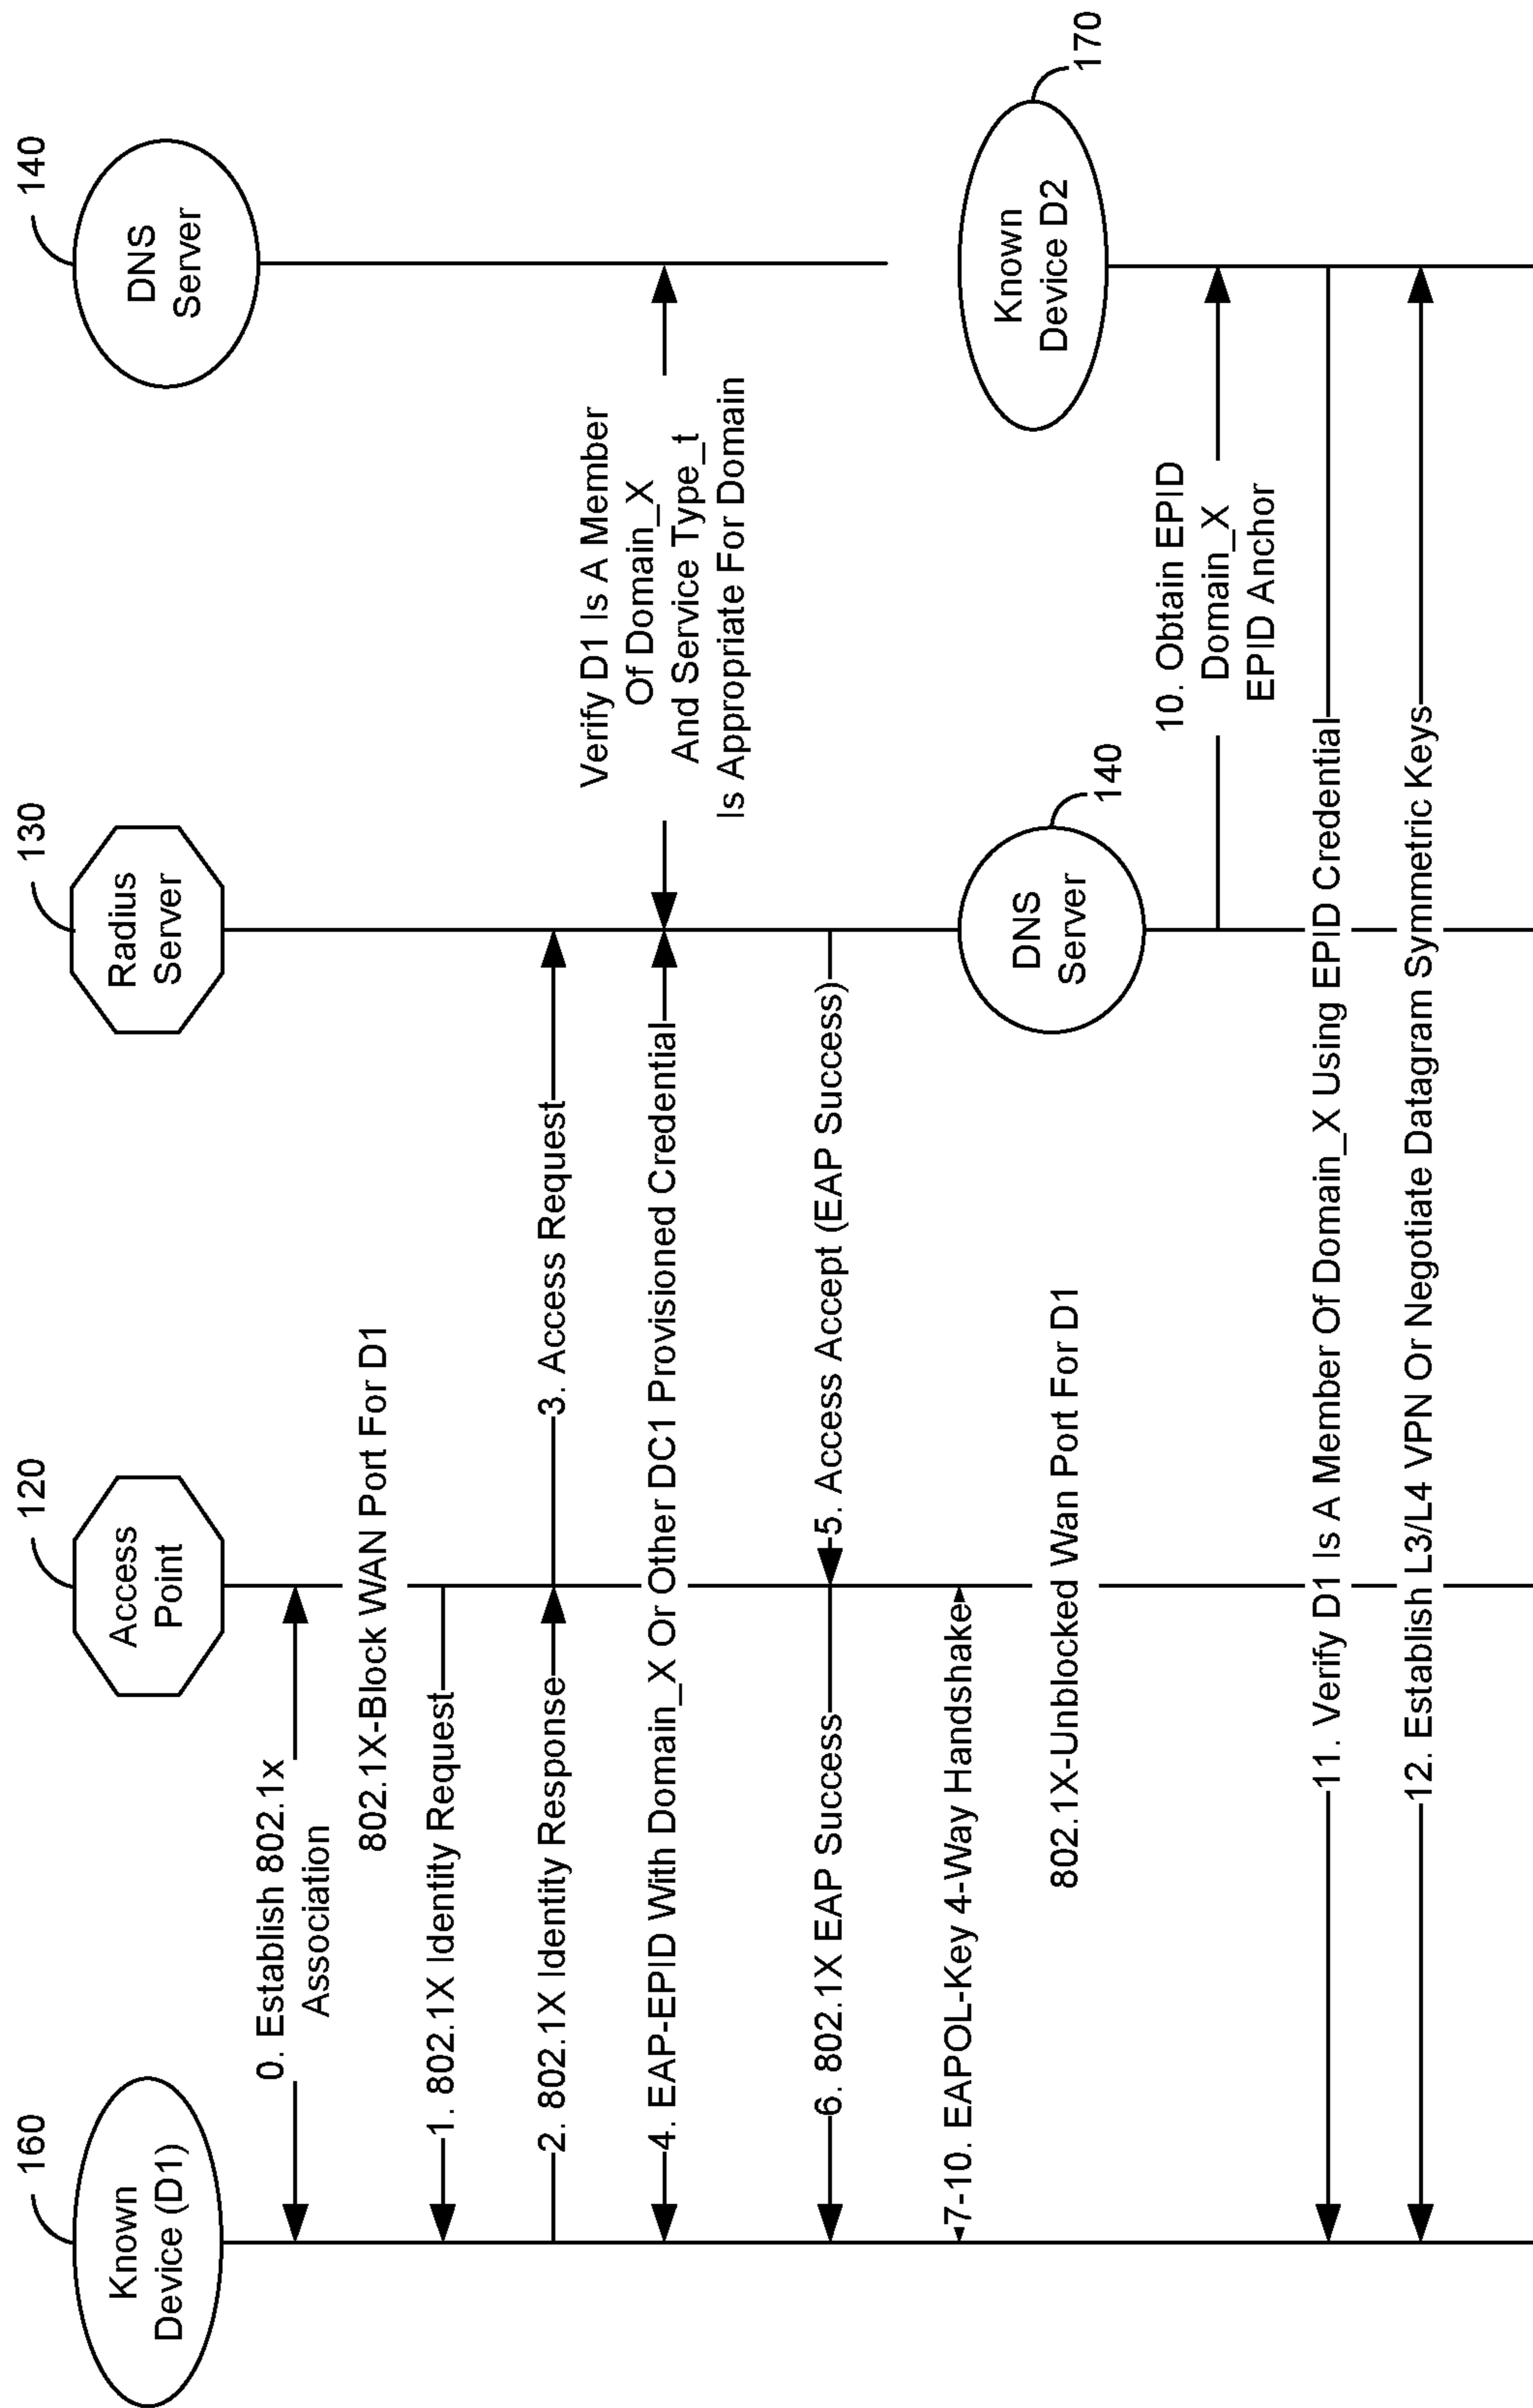 160
120
130
140
Known
Device (D1)
Access
Point
Radius
Server
DNS
Server
0. Establish 802.1x
Association
802.1X-Block WAN Port For D1
1. 802.1X Identity Request
2. 802.1X Identity Response
3. Access Request
Verify D1 Is A Member
Of Domain_X
And Service Type_t
Is Appropriate For Domain
4. EAP-EPID With Domain_X Or Other DC1 Provisioned Credential
5. Access Accept (EAP Success)
6. 802.1X EAP Success
7-10. EAPOL-Key 4-Way Handshake
DNS
Server
140
Known
Device D2
170
802.1X-Unblocked Wan Port For D1
10. Obtain EPID
Domain_X
EPID Anchor
11. Verify D1 Is A Member Of Domain_X Using EPID Credential
12. Establish L3/L4 VPN Or Negotiate Datagram Symmetric Keys